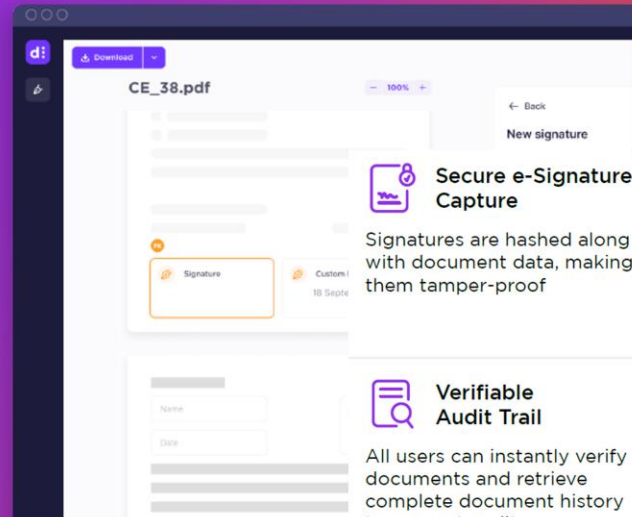 d:
Download
CE_38.pdf
- 100% +
← Back
New signature
Secure e-Signature
Capture
Signatures are hashed along
with document data, making
them tamper-proof
Signature
Custom
18 Septe
Name
Date
Verifiable
Audit Trail
All users can instantly verify
documents and retrieve
complete document history